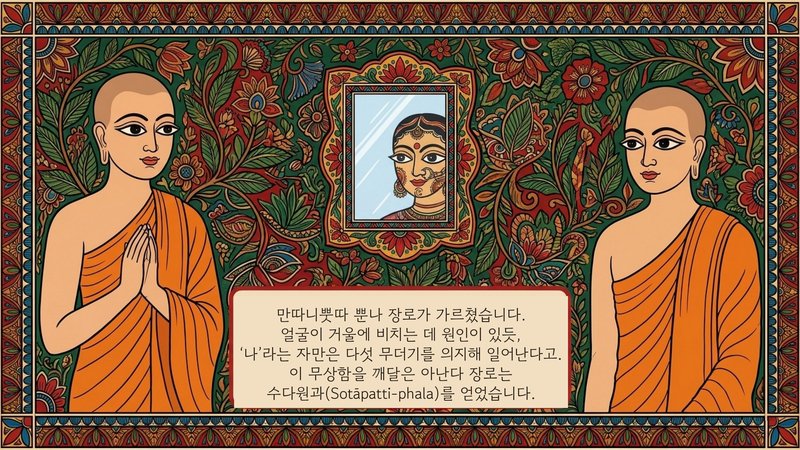 만따니뿟따 뿐나 장로가 가르쳤습니다.
얼굴이 거울에 비치는 데 원인이 있듯,
‘나’라는 자만은 다섯 무더기를 의지해 일어난다고.
이 무상함을 깨달은 아난다 장로는
수다원과(Sotāpatti-phala)를 얻었습니다.